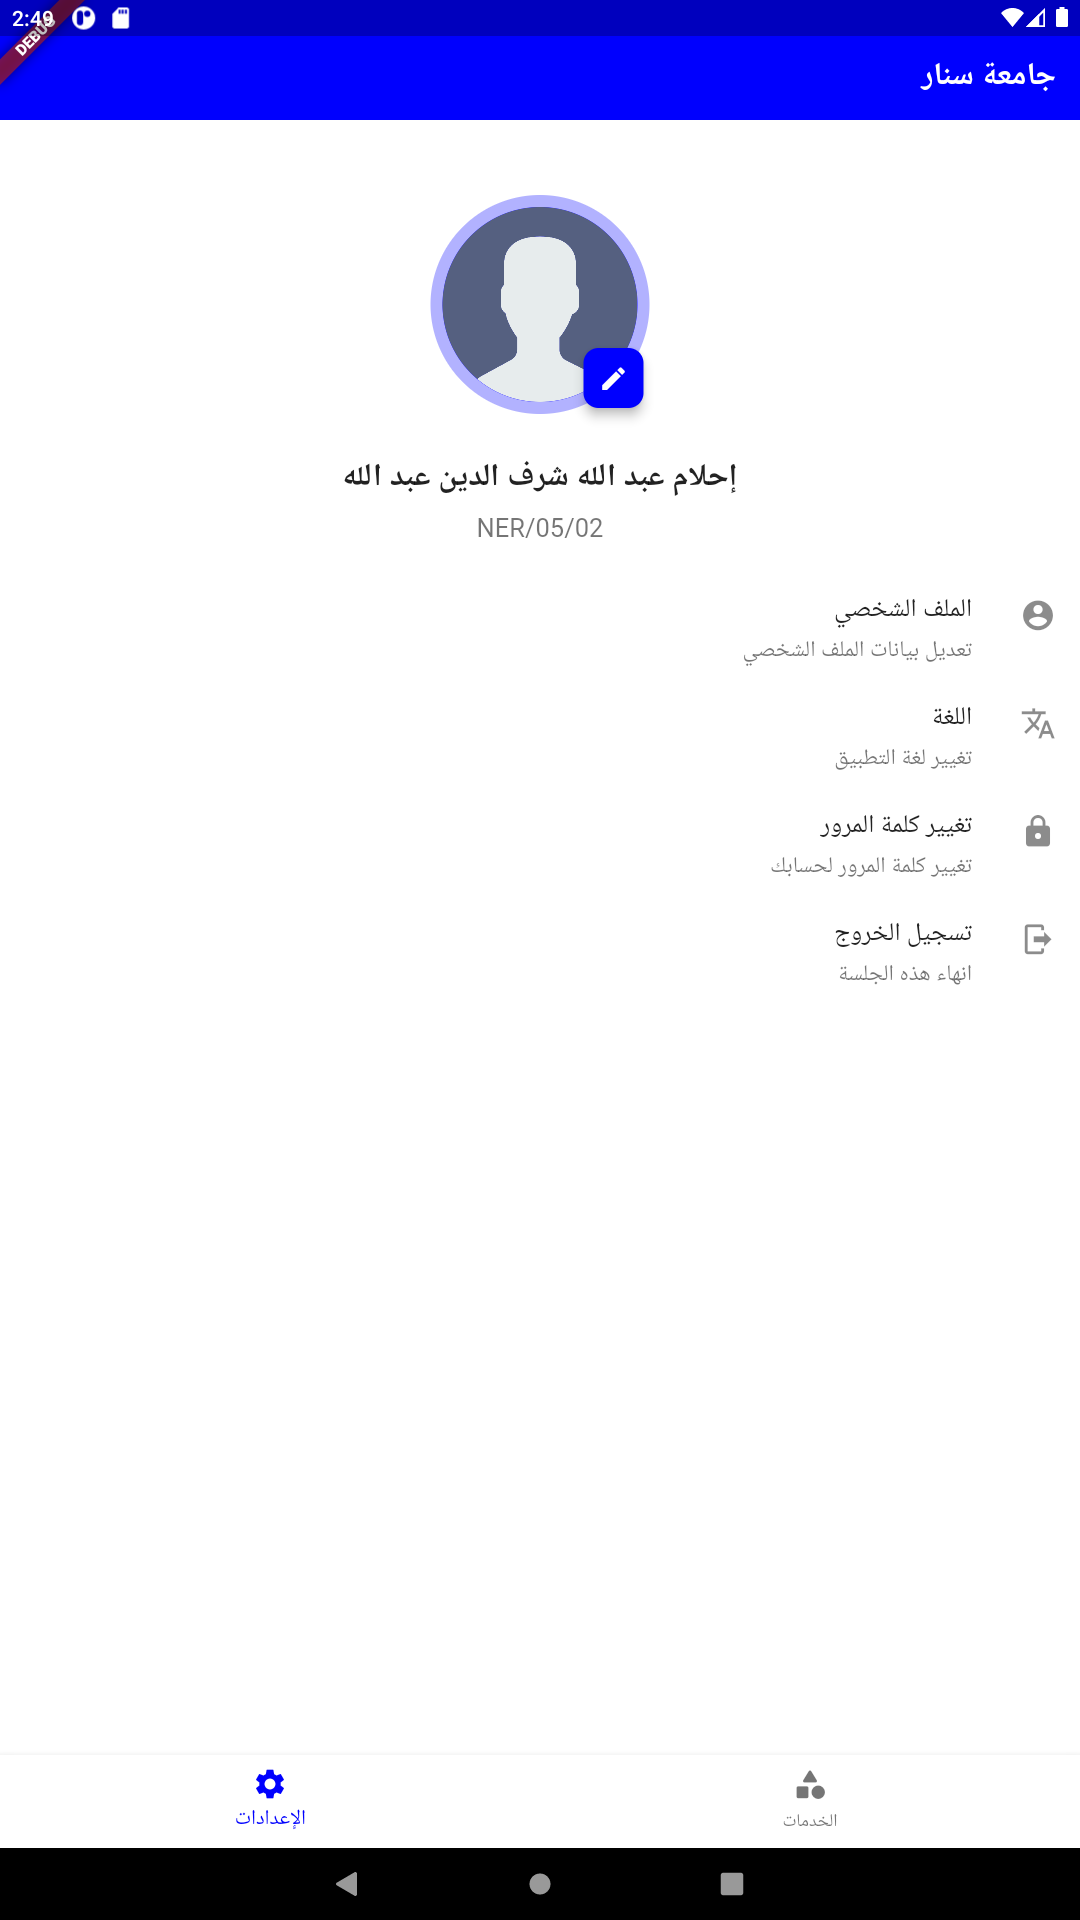 2:49
DEBUG
جامعة سنار
إحلام عبد الله شرف الدين عبد الله
NER/05/02
الملف الشخصي
تعديل بيانات الملف الشخصي
اللغة
تغيير لغة التطبيق
تغيير كلمة المرور
تغيير كلمة المرور لحسابك
تسجيل الخروج
انهاء هذه الجلسة
الخدمات
الإعدادات